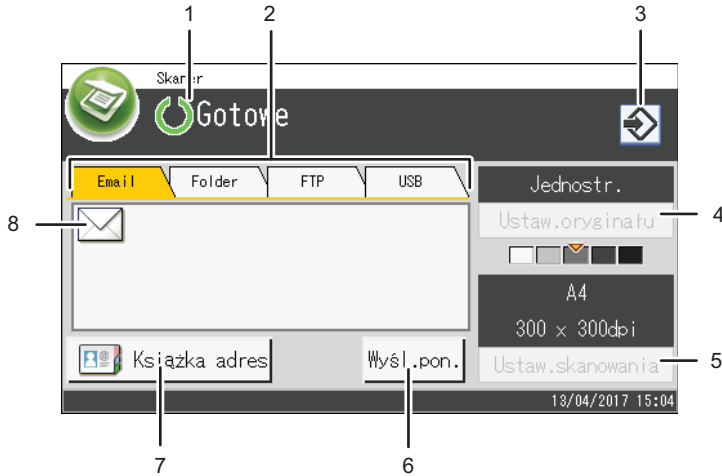 1 2 3
Skaner
Gotowe
Email Folder FTP USB
Jednostr.
8
Ustaw.oryginału 4
A4
300 x 300dpi
Książka adres Wyśl.pon. Ustaw.skanowania 5
13/04/2017 15:04
7 6